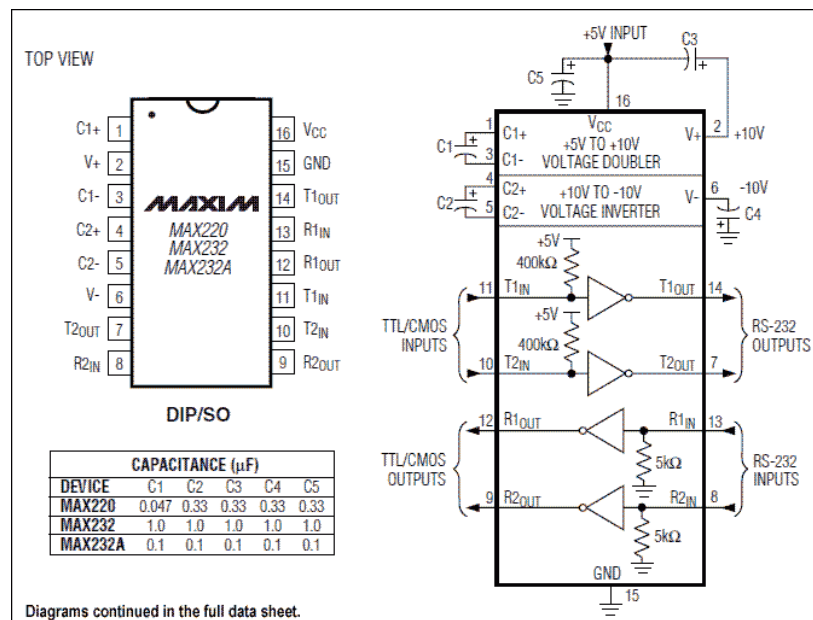 TOP VIEW
C1+ 1
V+ 2
C1- 3
C2+ 4
C2- 5
V- 6
T2OUT 7
R2IN 8
16 VCC
15 GND
14 T1OUT
13 R1IN
12 R1OUT
11 T1IN
10 T2IN
9 R2OUT
MAXIM
MAX220
MAX232
MAX232A
DIP/SO
CAPACITANCE (μF)
DEVICE C1 C2 C3 C4 C5
MAX220 0.047 0.33 0.33 0.33 0.33
MAX232 1.0 1.0 1.0 1.0 1.0
MAX232A 0.1 0.1 0.1 0.1 0.1
Diagrams continued in the full data sheet.
+5V INPUT
C3
C5
+
+
16
VCC
1
C1+
C1
+
3
C1-
+5V TO +10V
VOLTAGE DOUBLER
V+
2
+10V
4
C2+
C2
+
5
C2-
+10V TO -10V
VOLTAGE INVERTER
V-
6
-10V
C4
+
+5V
400kΩ
11
T1IN
T1OUT
14
TTL/CMOS
INPUTS
+5V
400kΩ
RS-232
OUTPUTS
10
T2IN
T2OUT
7
12
R1OUT
R1IN
13
TTL/CMOS
OUTPUTS
5kΩ
RS-232
INPUTS
9
R2OUT
R2IN
8
5kΩ
GND
15